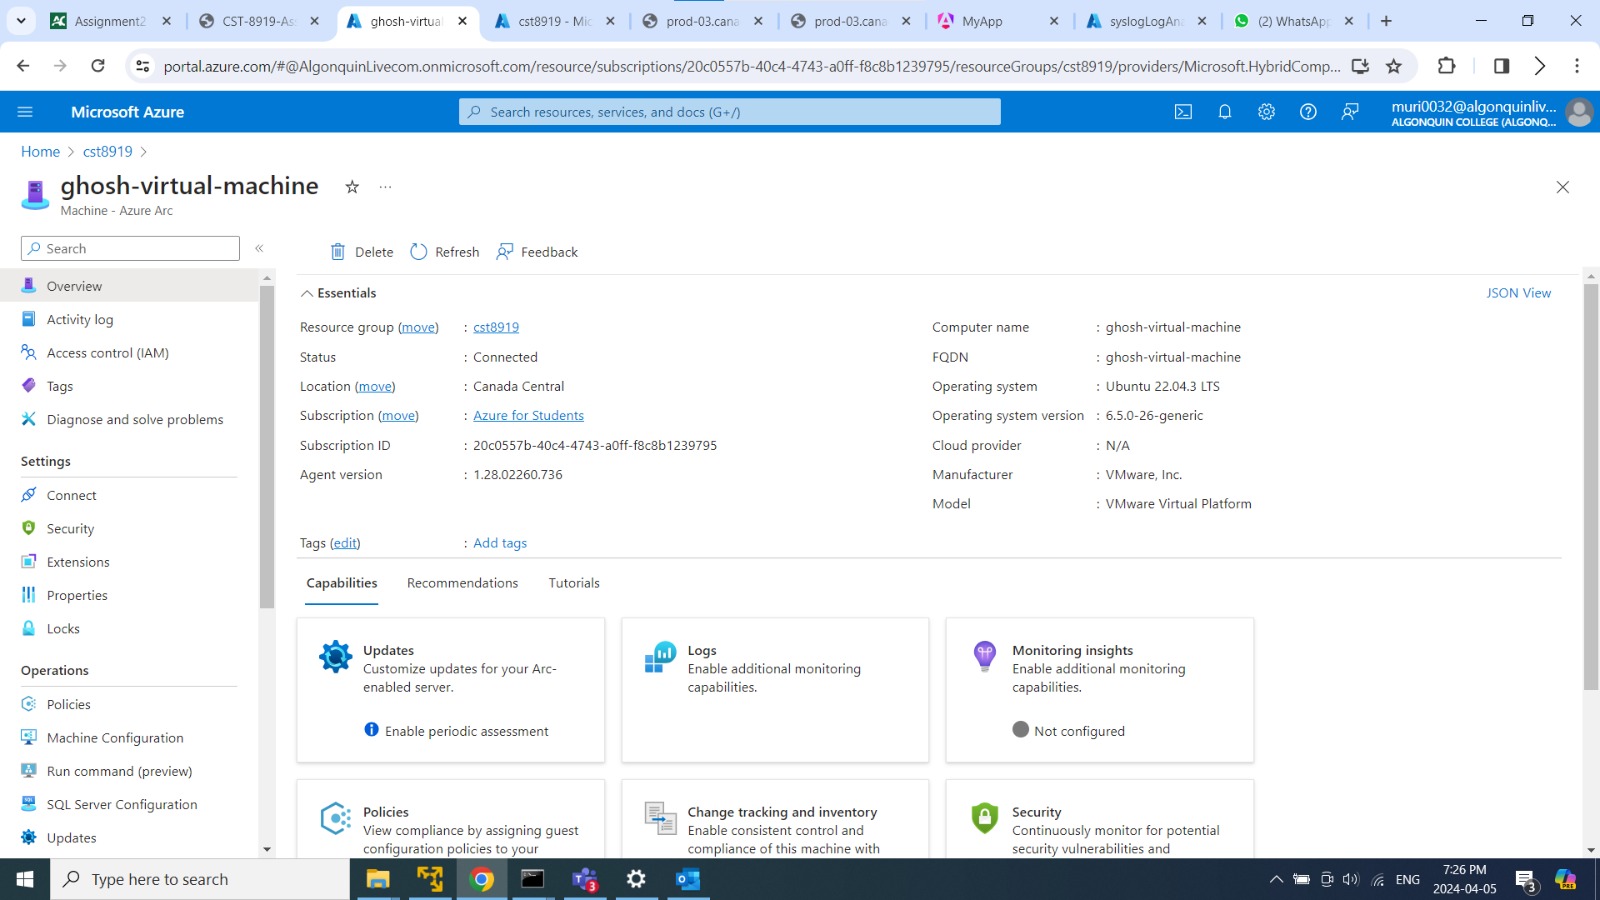 Assignment2
CST-8919-Ass
ghosh-virtual
cst8919 - Mic
prod-03.cana
prod-03.cana
MyApp
syslogLogAna
(2) WhatsApp
portal.azure.com/#@AlgonquinLivecom.onmicrosoft.com/resource/subscriptions/20c0557b-40c4-4743-a0ff-f8c8b1239795/resourceGroups/cst8919/providers/Microsoft.HybridComp...
Microsoft Azure
Search resources, services, and docs (G+/)
muri0032@algonquinliv...
ALGONQUIN COLLEGE (ALGONQ...
Home > cst8919 >
ghosh-virtual-machine
Machine - Azure Arc
Search
Delete
Refresh
Feedback
Overview
Activity log
Access control (IAM)
Tags
Diagnose and solve problems
Settings
Connect
Security
Extensions
Properties
Locks
Operations
Policies
Machine Configuration
Run command (preview)
SQL Server Configuration
Updates
Essentials
JSON View
Resource group (move) : cst8919
Status : Connected
Location (move) : Canada Central
Subscription (move) : Azure for Students
Subscription ID : 20c0557b-40c4-4743-a0ff-f8c8b1239795
Agent version : 1.28.02260.736
Computer name : ghosh-virtual-machine
FQDN : ghosh-virtual-machine
Operating system : Ubuntu 22.04.3 LTS
Operating system version : 6.5.0-26-generic
Cloud provider : N/A
Manufacturer : VMware, Inc.
Model : VMware Virtual Platform
Tags (edit) : Add tags
Capabilities
Recommendations
Tutorials
Updates
Customize updates for your Arc-
enabled server.
Enable periodic assessment
Logs
Enable additional monitoring
capabilities.
Monitoring insights
Enable additional monitoring
capabilities.
Not configured
Policies
View compliance by assigning guest
configuration policies to your
Change tracking and inventory
Enable consistent control and
compliance of this machine with
Security
Continuously monitor for potential
security vulnerabilities and
Type here to search
3
ENG
7:26 PM
2024-04-05
3
PRE